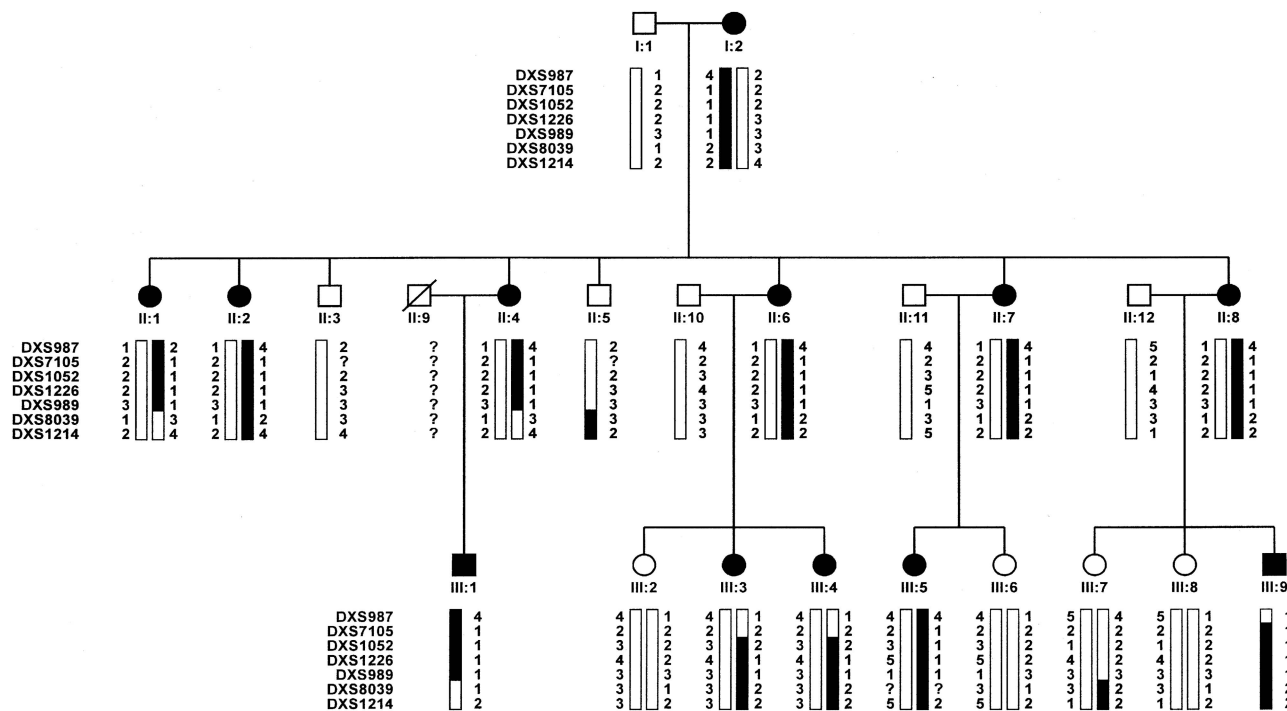 I:1 I:2
DXS987 1 4 2
DXS7105 2 1 2
DXS1052 2 1 2
DXS1226 2 1 3
DXS989 3 1 3
DXS8039 1 2 3
DXS1214 2 2 4
II:1 II:2 II:3 II:9 II:4 II:5 II:10 II:6 II:11 II:7 II:12 II:8
DXS987 1 2 1 4 2 ? 1 4 2 4 1 4 4 1 4 5 1 4
DXS7105 2 1 2 1 ? ? 2 1 ? 2 2 1 2 2 1 2 2 1
DXS1052 2 1 2 1 2 ? 2 1 2 3 2 1 3 2 1 1 2 1
DXS1226 2 1 2 1 3 ? 2 1 3 4 2 1 5 2 1 4 2 1
DXS989 3 1 3 1 3 ? 3 1 3 3 3 1 1 3 1 3 3 1
DXS8039 1 3 1 2 3 ? 1 3 3 3 1 2 3 1 2 3 1 2
DXS1214 2 4 2 4 4 ? 2 4 2 3 2 2 5 2 2 1 2 2
III:1 III:2 III:3 III:4 III:5 III:6 III:7 III:8 III:9
DXS987 4 4 1 4 1 4 1 4 4 4 1 5 4 5 1
DXS7105 1 2 2 2 2 2 2 2 1 2 2 2 1 2 2
DXS1052 1 3 2 3 2 3 2 3 1 3 2 1 2 1 2
DXS1226 1 4 2 4 1 4 1 5 1 5 2 4 2 4 2
DXS989 1 3 3 3 1 3 1 1 1 1 3 3 3 3 3
DXS8039 1 3 1 3 2 3 2 ? ? 3 1 3 2 3 1
DXS1214 2 3 2 3 2 3 2 5 2 5 2 1 2 1 2